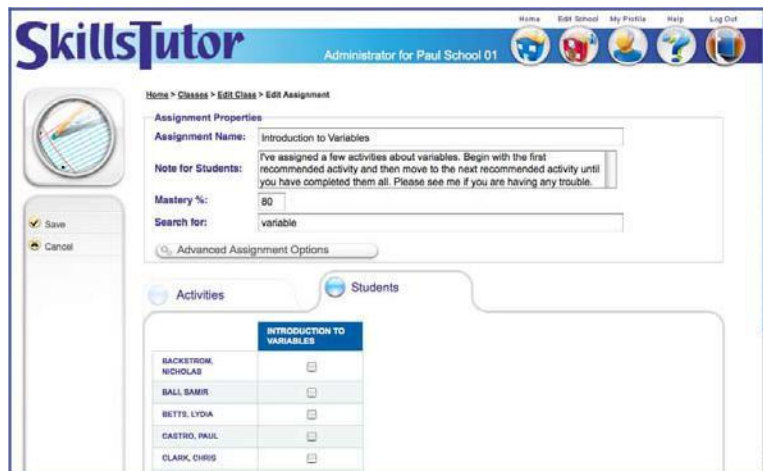 Home Edit School My Profile Help Log Out
SkillsTutor
Administrator for Paul School 01
Home > Classes > Edit Class > Edit Assignment
Assignment Properties
Assignment Name: Introduction to Variables
Note for Students: I've assigned a few activities about variables. Begin with the first
recommended activity and then move to the next recommended activity until
you have completed them all. Please see me if you are having any trouble.
Mastery %: 80
Save
Search for: variable
Cancel
Advanced Assignment Options
Activities Students
INTRODUCTION TO
VARIABLES
BACKSTROM,
NICHOLAS
BALI, SAMIR
BETTS, LYDIA
CASTRO, PAUL
CLARK, CHRIS